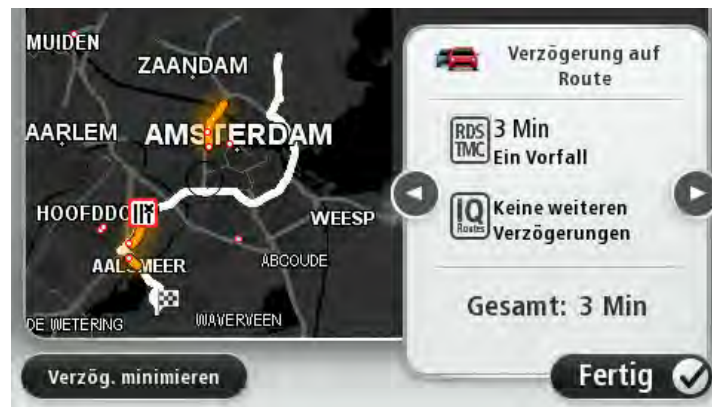 MUIDEN
ZAANDAM
AARLEM
AMSTERDAM
HOOFDDO
WEESP
AALSMEER
ABCOUDE
DE WETERING
WAVERVEEN
Verzögerung auf
Route
RDS
TMC
3 Min
Ein Vorfall
IQ
Routes
Keine weiteren
Verzögerungen
Gesamt: 3 Min
Verzög. minimieren
Fertig